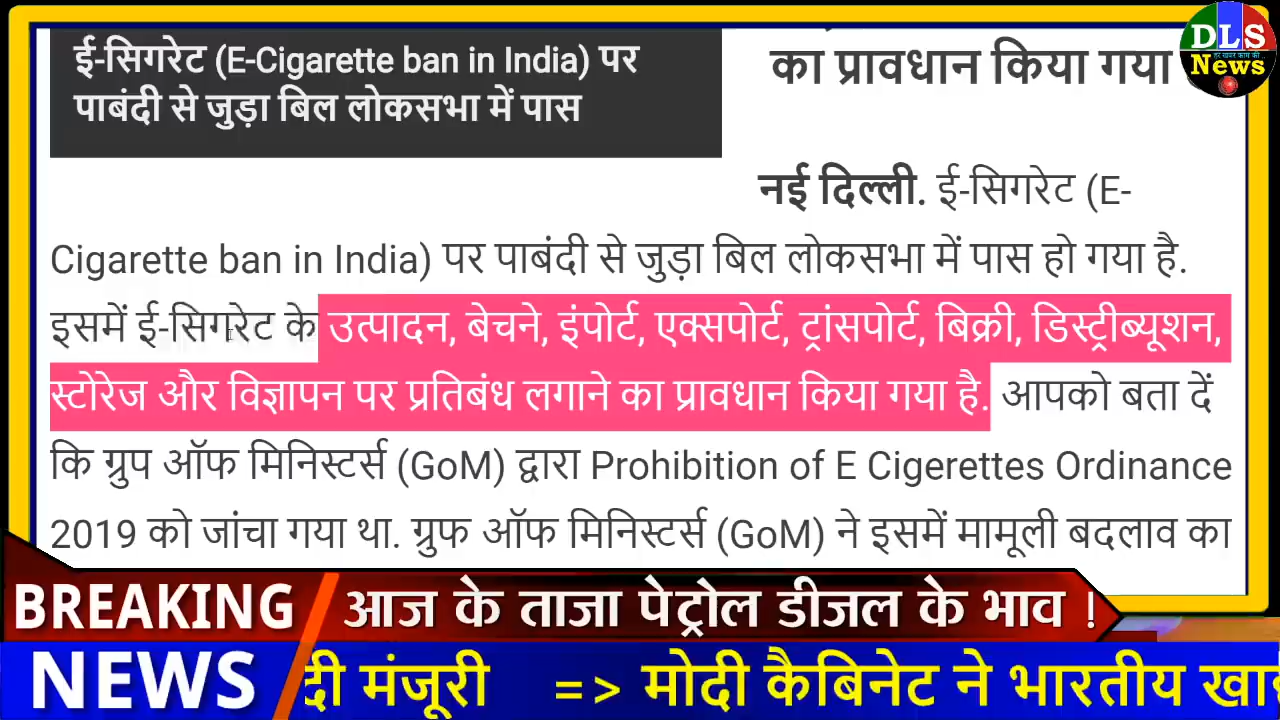 ई-सिगरेट (E-Cigarette ban in India) पर
पाबंदी से जुड़ा बिल लोकसभा में पास
का प्रावधान किया गया
DLS
हर खबर काम की..
News
नई दिल्ली. ई-सिगरेट (E-
Cigarette ban in India) पर पाबंदी से जुड़ा बिल लोकसभा में पास हो गया है.
इसमें ई-सिगरेट के उत्पादन, बेचने, इंपोर्ट, एक्सपोर्ट, ट्रांसपोर्ट, बिक्री, डिस्ट्रीब्यूशन,
स्टोरेज और विज्ञापन पर प्रतिबंध लगाने का प्रावधान किया गया है. आपको बता दें
कि ग्रुप ऑफ मिनिस्टर्स (GoM) द्वारा Prohibition of E Cigerettes Ordinance
2019 को जांचा गया था. ग्रुफ ऑफ मिनिस्टर्स (GoM) ने इसमें मामूली बदलाव का
BREAKING
आज के ताजा पेट्रोल डीजल के भाव !
NEWS
दी मंजूरी => मोदी कैबिनेट ने भारतीय